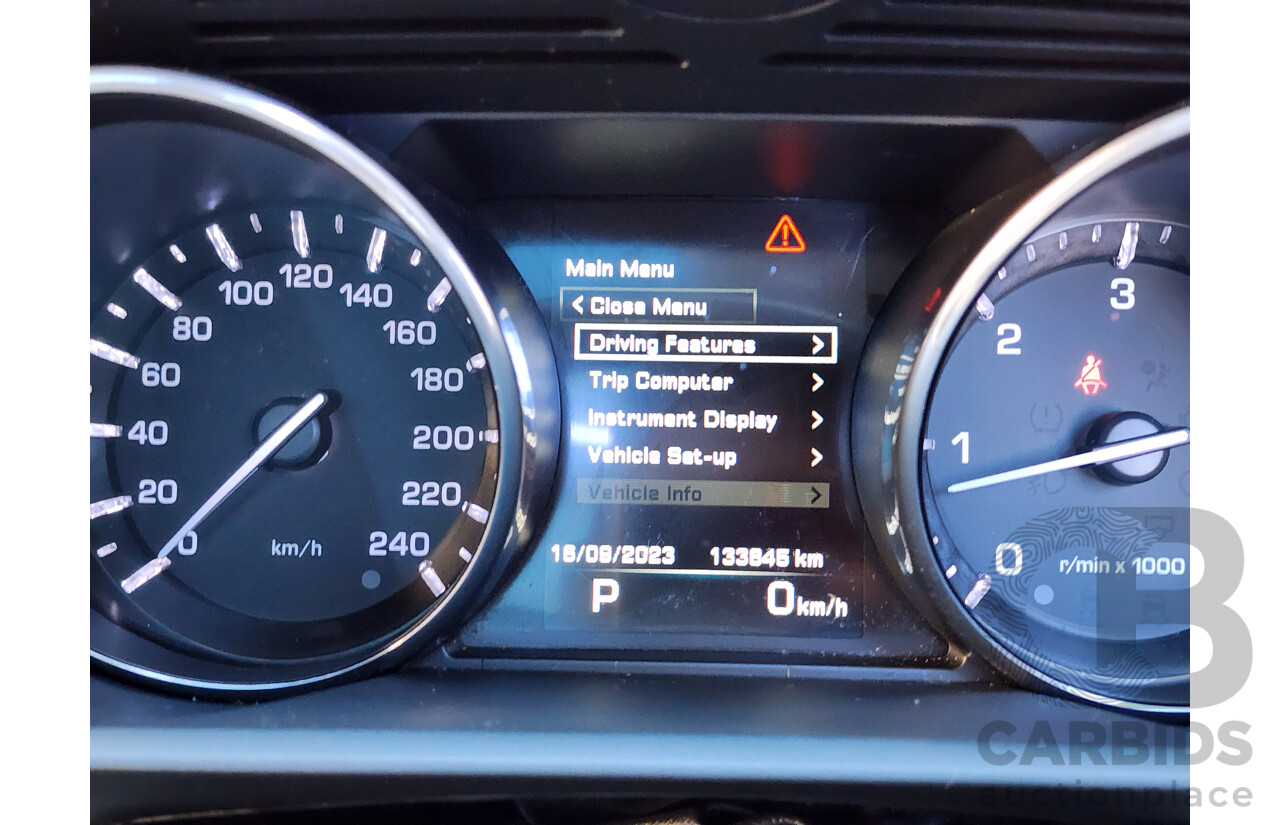 Main Menu
< Close Menu
Driving Features >
Trip Computer >
Instrument Display >
Vehicle Set-up >
Vehicle Info >
16/09/2023 133845 km
P 0 km/h
0
20
40
60
80
100
120
140
160
180
200
220
240
km/h
0
1
2
3
r/min x 1000
B
CARBIDS
auctionplace